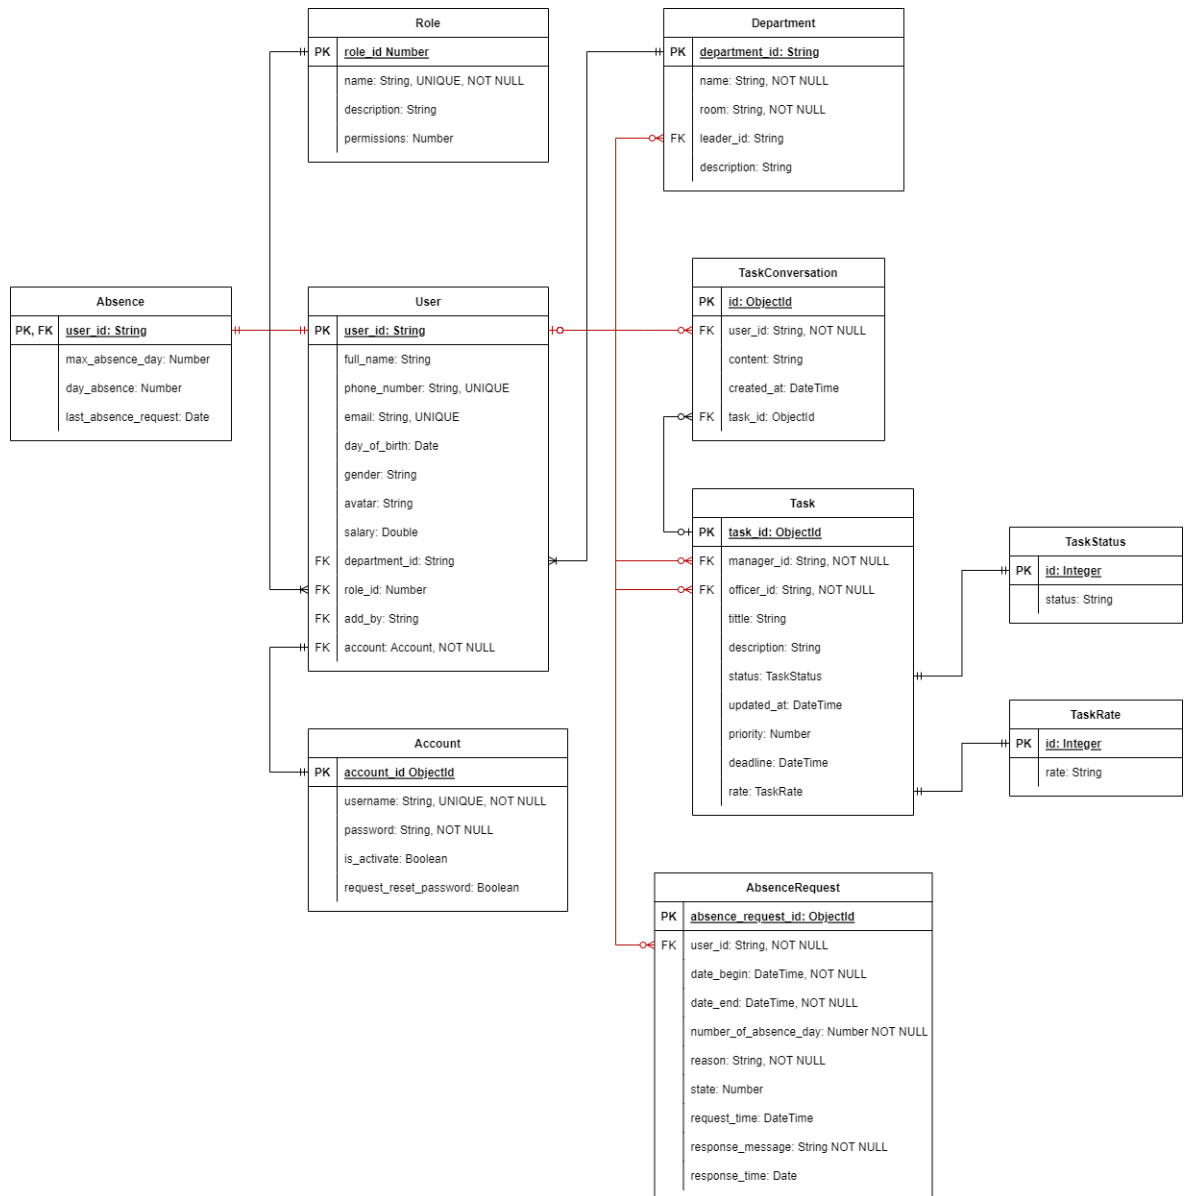 Role
PK role_id Number
name: String, UNIQUE, NOT NULL
description: String
permissions: Number
Department
PK department_id: String
name: String, NOT NULL
room: String, NOT NULL
FK leader_id: String
description: String
Absence
PK, FK user_id: String
max_absence_day: Number
day_absence: Number
last_absence_request: Date
User
PK user_id: String
full_name: String
phone_number: String, UNIQUE
email: String, UNIQUE
day_of_birth: Date
gender: String
avatar: String
salary: Double
FK department_id: String
FK role_id: Number
FK add_by: String
FK account: Account, NOT NULL
TaskConversation
PK id: ObjectId
FK user_id: String, NOT NULL
content: String
created_at: DateTime
FK task_id: ObjectId
Task
PK task_id: ObjectId
FK manager_id: String, NOT NULL
FK officer_id: String, NOT NULL
tittle: String
description: String
status: TaskStatus
updated_at: DateTime
priority: Number
deadline: DateTime
rate: TaskRate
TaskStatus
PK id: Integer
status: String
TaskRate
PK id: Integer
rate: String
Account
PK account_id ObjectId
username: String, UNIQUE, NOT NULL
password: String, NOT NULL
is_activate: Boolean
request_reset_password: Boolean
AbsenceRequest
PK absence_request_id: ObjectId
FK user_id: String, NOT NULL
date_begin: DateTime, NOT NULL
date_end: DateTime, NOT NULL
number_of_absence_day: Number NOT NULL
reason: String, NOT NULL
state: Number
request_time: DateTime
response_message: String NOT NULL
response_time: Date